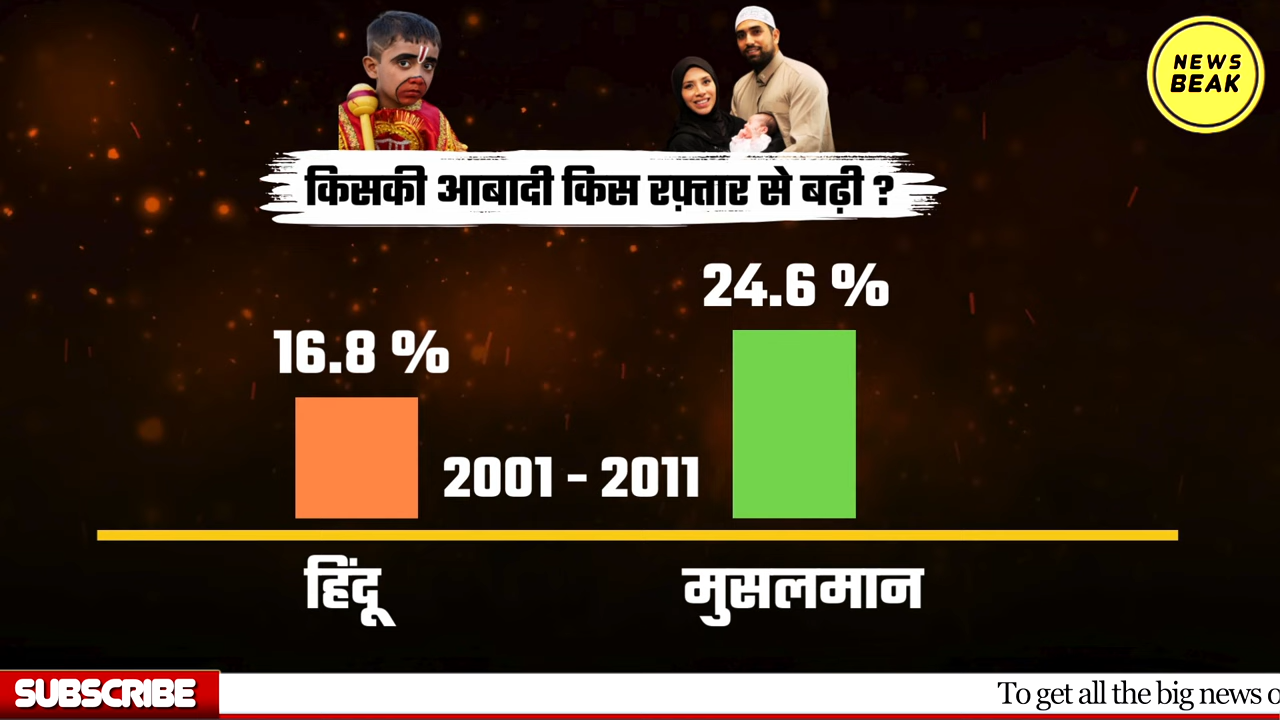 NEWS
BEAK
किसकी आबादी किस रफ़्तार से बढ़ी ?
24.6 %
16.8 %
2001 - 2011
हिंदू
मुसलमान
SUBSCRIBE
To get all the big news o